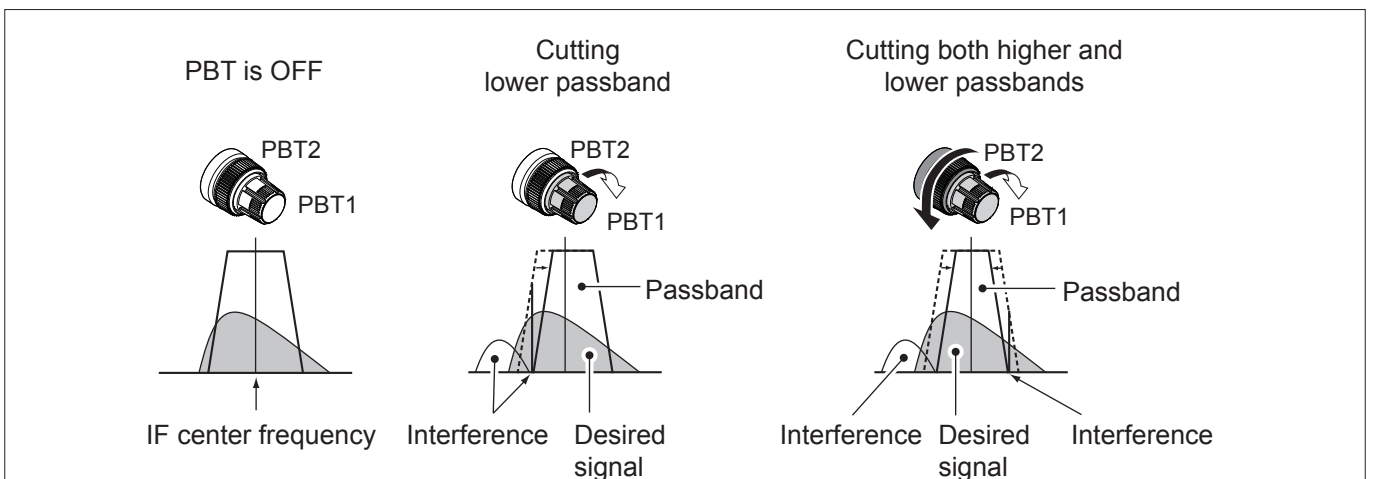 PBT is OFF
PBT2
PBT1
IF center frequency
Cutting
lower passband
PBT2
PBT1
Passband
Interference
Desired
signal
Cutting both higher and
lower passbands
PBT2
PBT1
Passband
Interference
Desired
signal
Interference